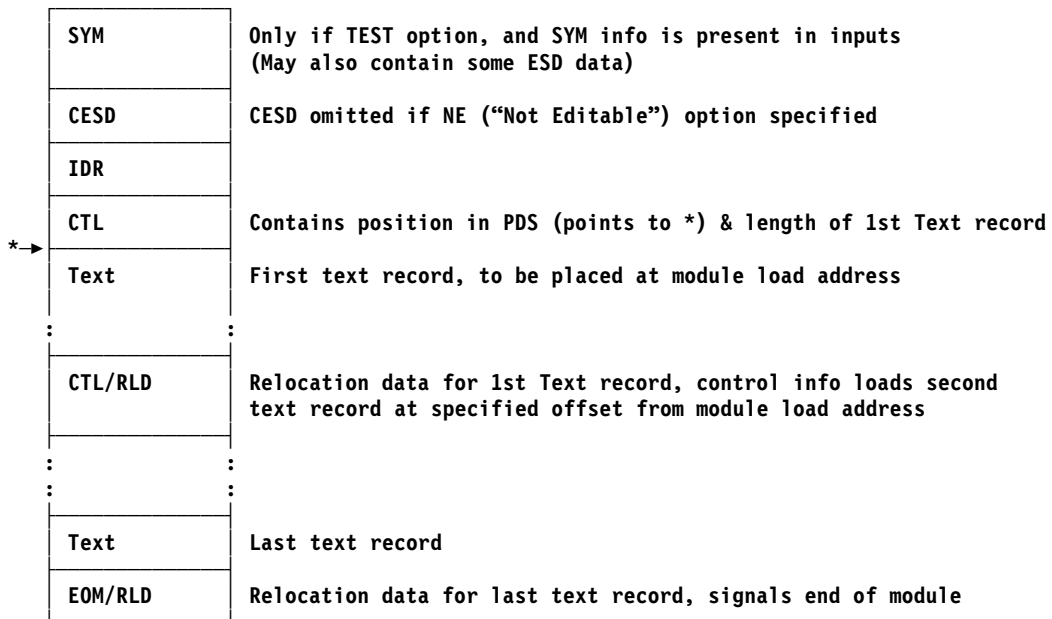 SYM Only if TEST option, and SYM info is present in inputs
(May also contain some ESD data)
CESD CESD omitted if NE (“Not Editable”) option specified
IDR
CTL Contains position in PDS (points to *) & length of 1st Text record
*
Text First text record, to be placed at module load address
: :
CTL/RLD Relocation data for 1st Text record, control info loads second
text record at specified offset from module load address
: :
: :
Text Last text record
EOM/RLD Relocation data for last text record, signals end of module